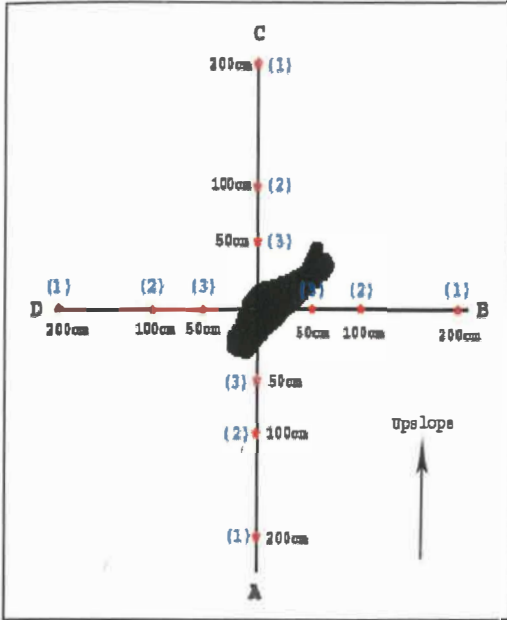 C
200cm (1)
100cm (2)
50cm (3)
(1) (2) (3) (3) (2) (1)
D B
200cm 100cm 50cm 50cm 100cm 200cm
(3) 50cm
(2) 100cm
Upslops
(1) 200cm
A